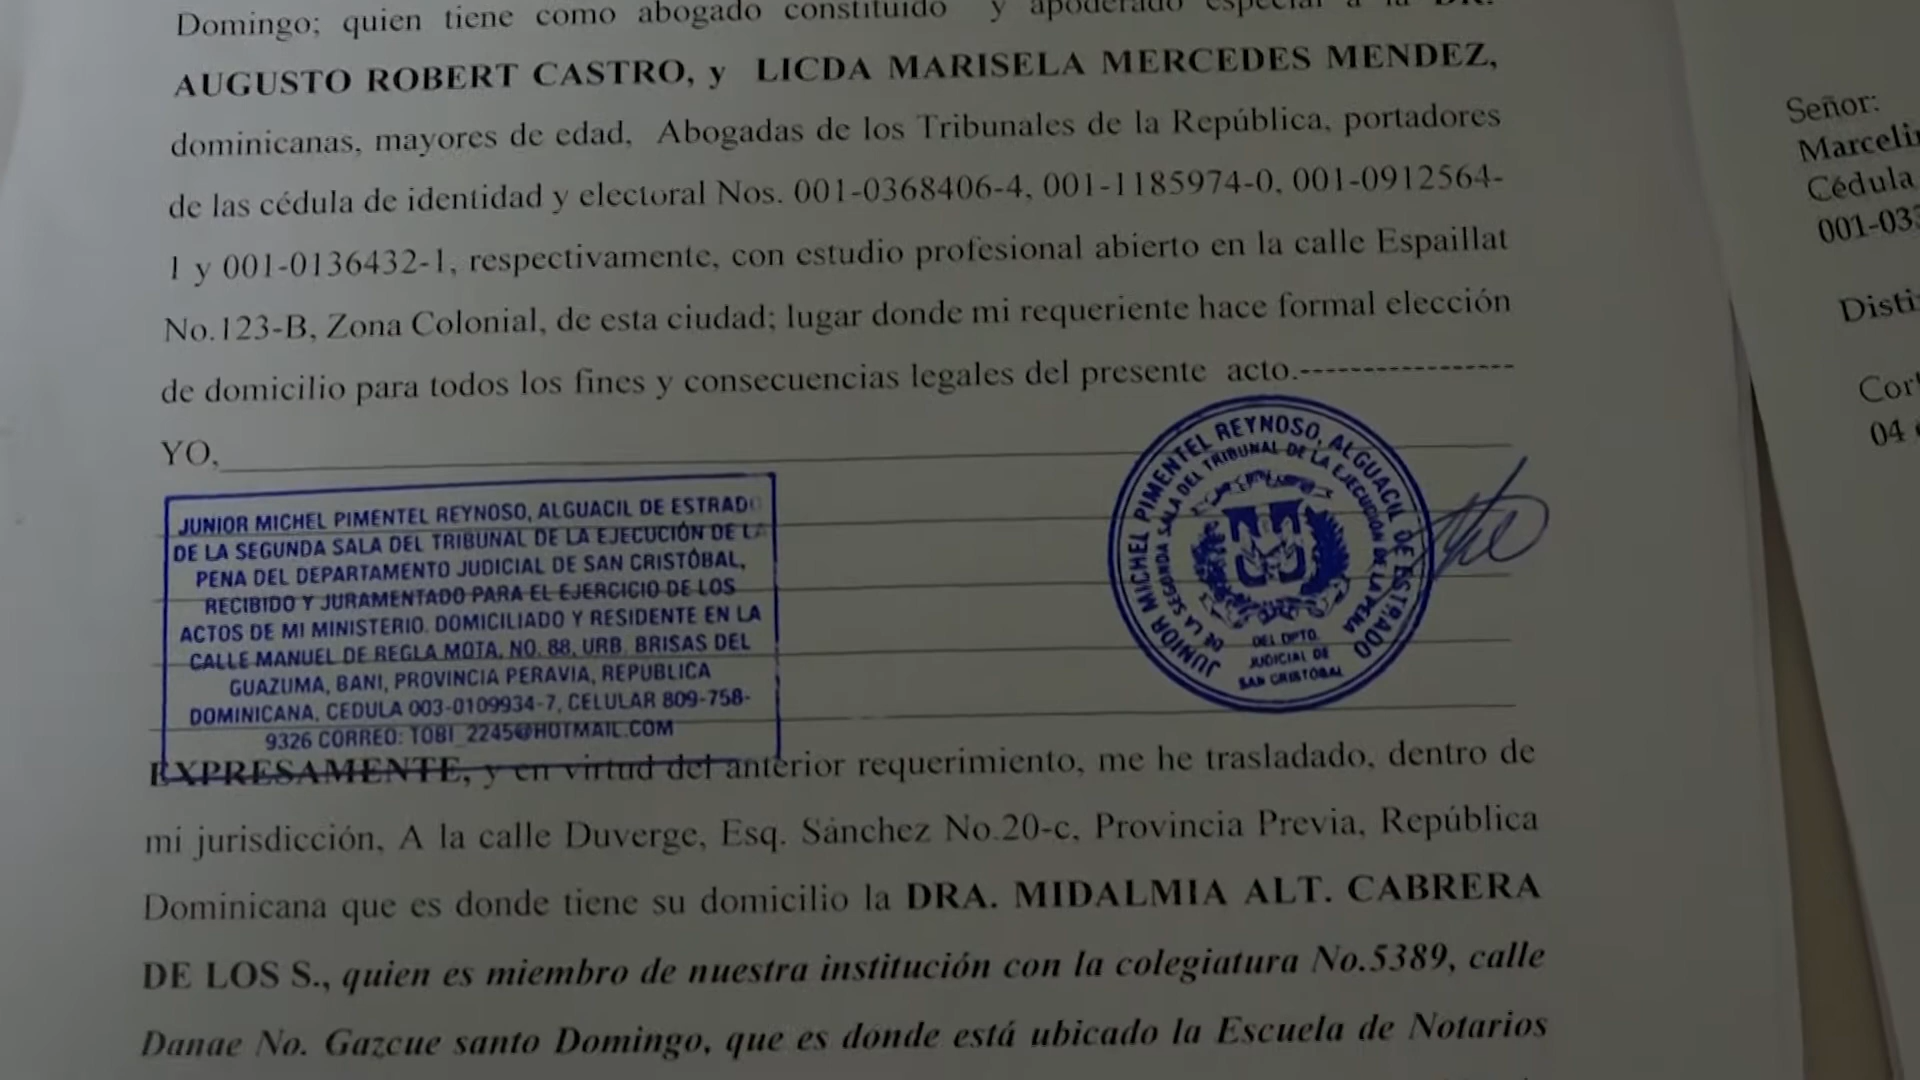 Domingo; quien tiene como abogado constituido y apoderado especial a la DR.
AUGUSTO ROBERT CASTRO, y LICDA MARISELA MERCEDES MENDEZ,
dominicanas, mayores de edad, Abogadas de los Tribunales de la República, portadores
de las cédula de identidad y electoral Nos. 001-0368406-4, 001-1185974-0, 001-0912564-
1 y 001-0136432-1, respectivamente, con estudio profesional abierto en la calle Espaillat
No.123-B, Zona Colonial, de esta ciudad; lugar donde mi requeriente hace formal elección
de domicilio para todos los fines y consecuencias legales del presente acto.-----------------
YO,
JUNIOR MICHEL PIMENTEL REYNOSO, ALGUACIL DE ESTRADO
DE LA SEGUNDA SALA DEL TRIBUNAL DE LA EJECUCIÓN DE LA
PENA DEL DEPARTAMENTO JUDICIAL DE SAN CRISTÓBAL,
RECIBIDO Y JURAMENTADO PARA EL EJERCICIO DE LOS
ACTOS DE MI MINISTERIO. DOMICILIADO Y RESIDENTE EN LA
CALLE MANUEL DE REGLA MOTA, NO. 88, URB. BRISAS DEL
GUAZUMA, BANI, PROVINCIA PERAVIA, REPUBLICA
DOMINICANA, CEDULA 003-0109934-7, CELULAR 809-758-
9326 CORREO: TOBI_2245@HOTMAIL.COM
JUNIOR MICHEL PIMENTEL REYNOSO, ALGUACIL DE ESTRADO
DE LA SEGUNDA SALA DEL TRIBUNAL DE LA EJECUCION DE LA PENA
DEL DPTO.
JUDICIAL DE
SAN CRISTOBAL
EXPRESAMENTE, y en virtud del anterior requerimiento, me he trasladado, dentro de
mi jurisdicción, A la calle Duverge, Esq. Sánchez No.20-c, Provincia Previa, República
Dominicana que es donde tiene su domicilio la DRA. MIDALMIA ALT. CABRERA
DE LOS S., quien es miembro de nuestra institución con la colegiatura No.5389, calle
Danae No. Gazcue santo Domingo, que es donde está ubicado la Escuela de Notarios
Señor:
Marcelin
Cédula
001-033
Disti
Cort
04